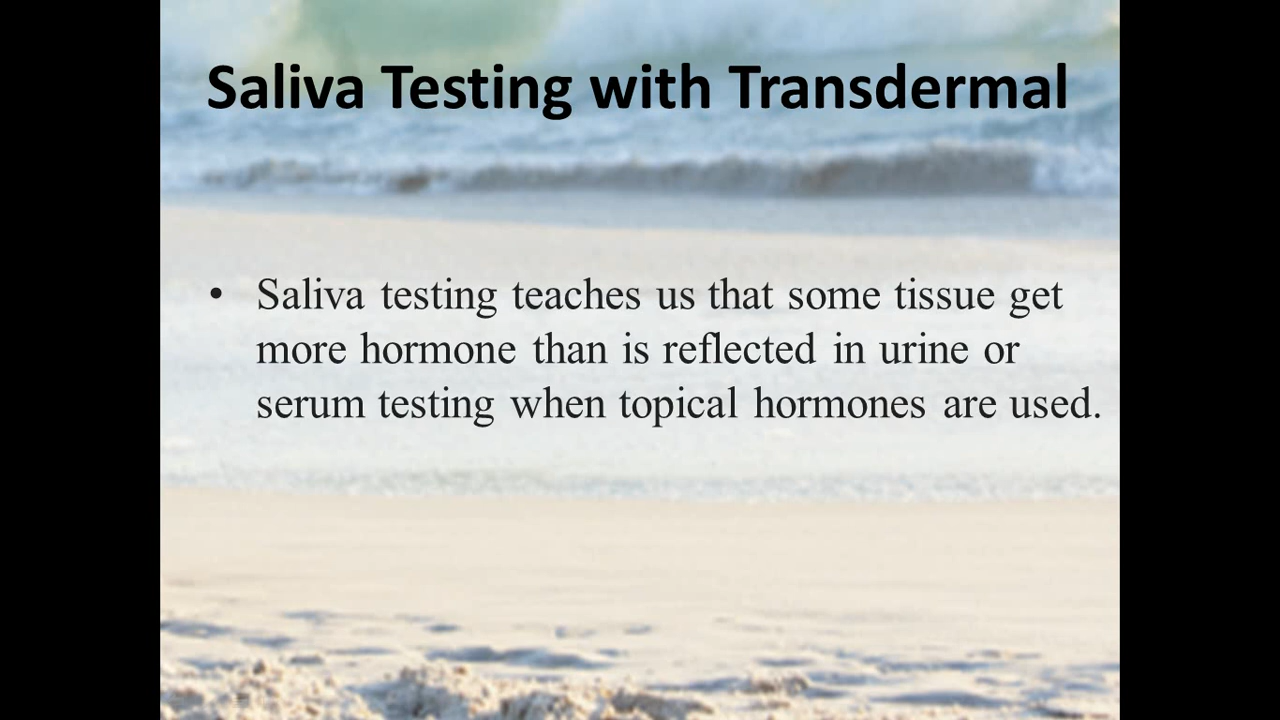 Saliva Testing with Transdermal
• Saliva testing teaches us that some tissue get
more hormone than is reflected in urine or
serum testing when topical hormones are used.